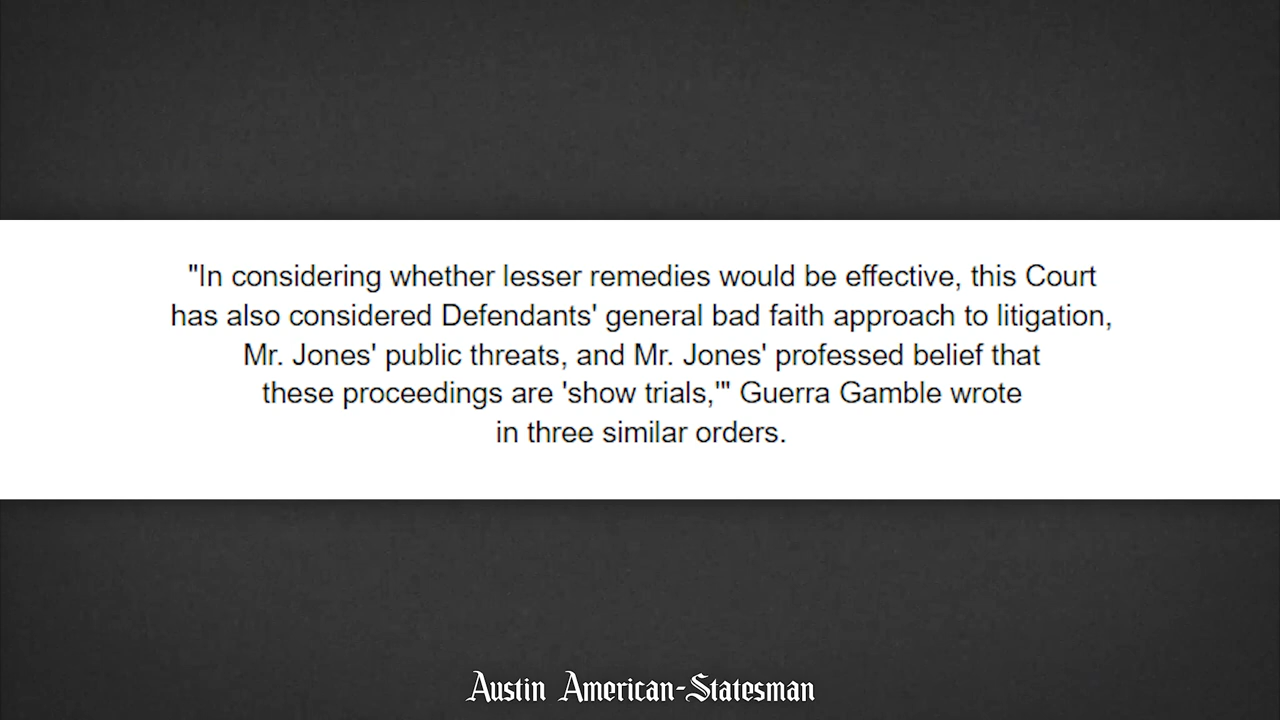 "In considering whether lesser remedies would be effective, this Court
has also considered Defendants' general bad faith approach to litigation,
Mr. Jones' public threats, and Mr. Jones' professed belief that
these proceedings are 'show trials,'" Guerra Gamble wrote
in three similar orders.
Austin American-Statesman